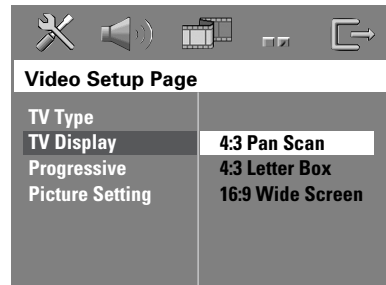 Video Setup Page
TV Type
TV Display
4:3 Pan Scan
Progressive
4:3 Letter Box
Picture Setting
16:9 Wide Screen